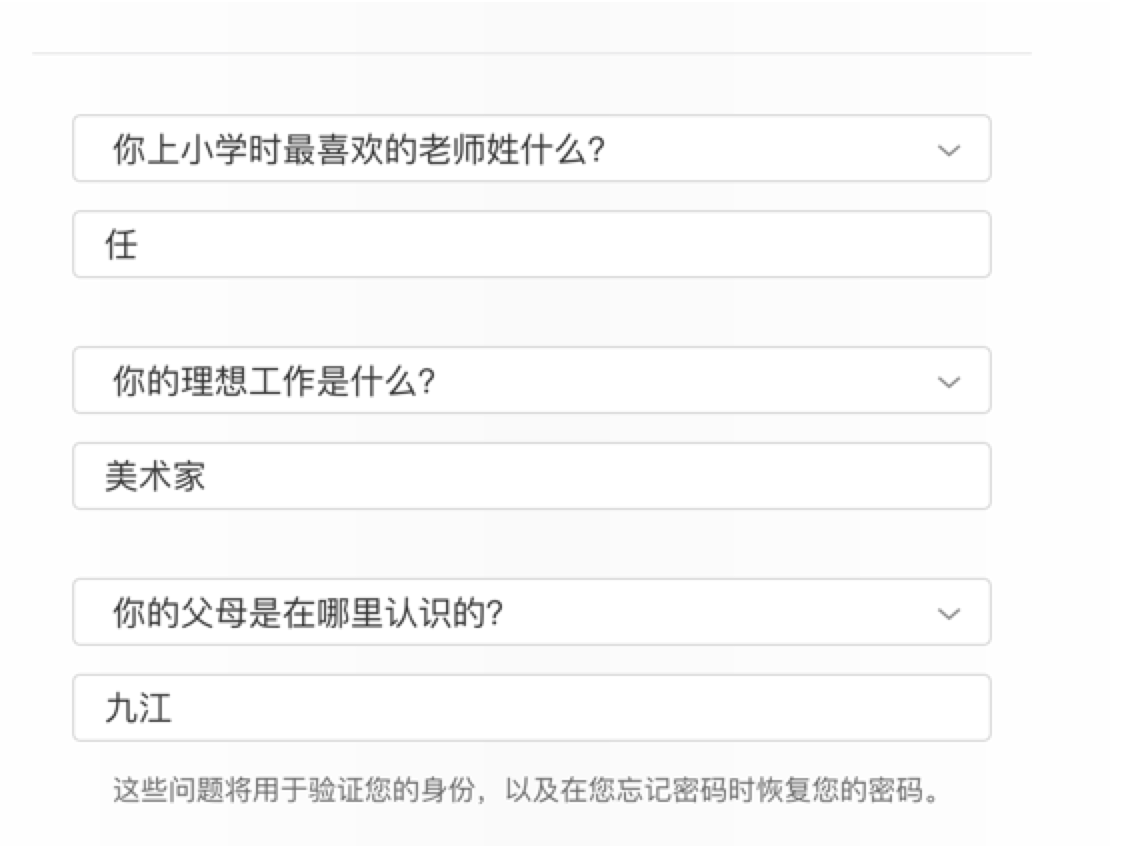 你上小学时最喜欢的老师姓什么?
任
你的理想工作是什么?
美术家
你的父母是在哪里认识的?
九江
这些问题将用于验证您的身份，以及在您忘记密码时恢复您的密码。